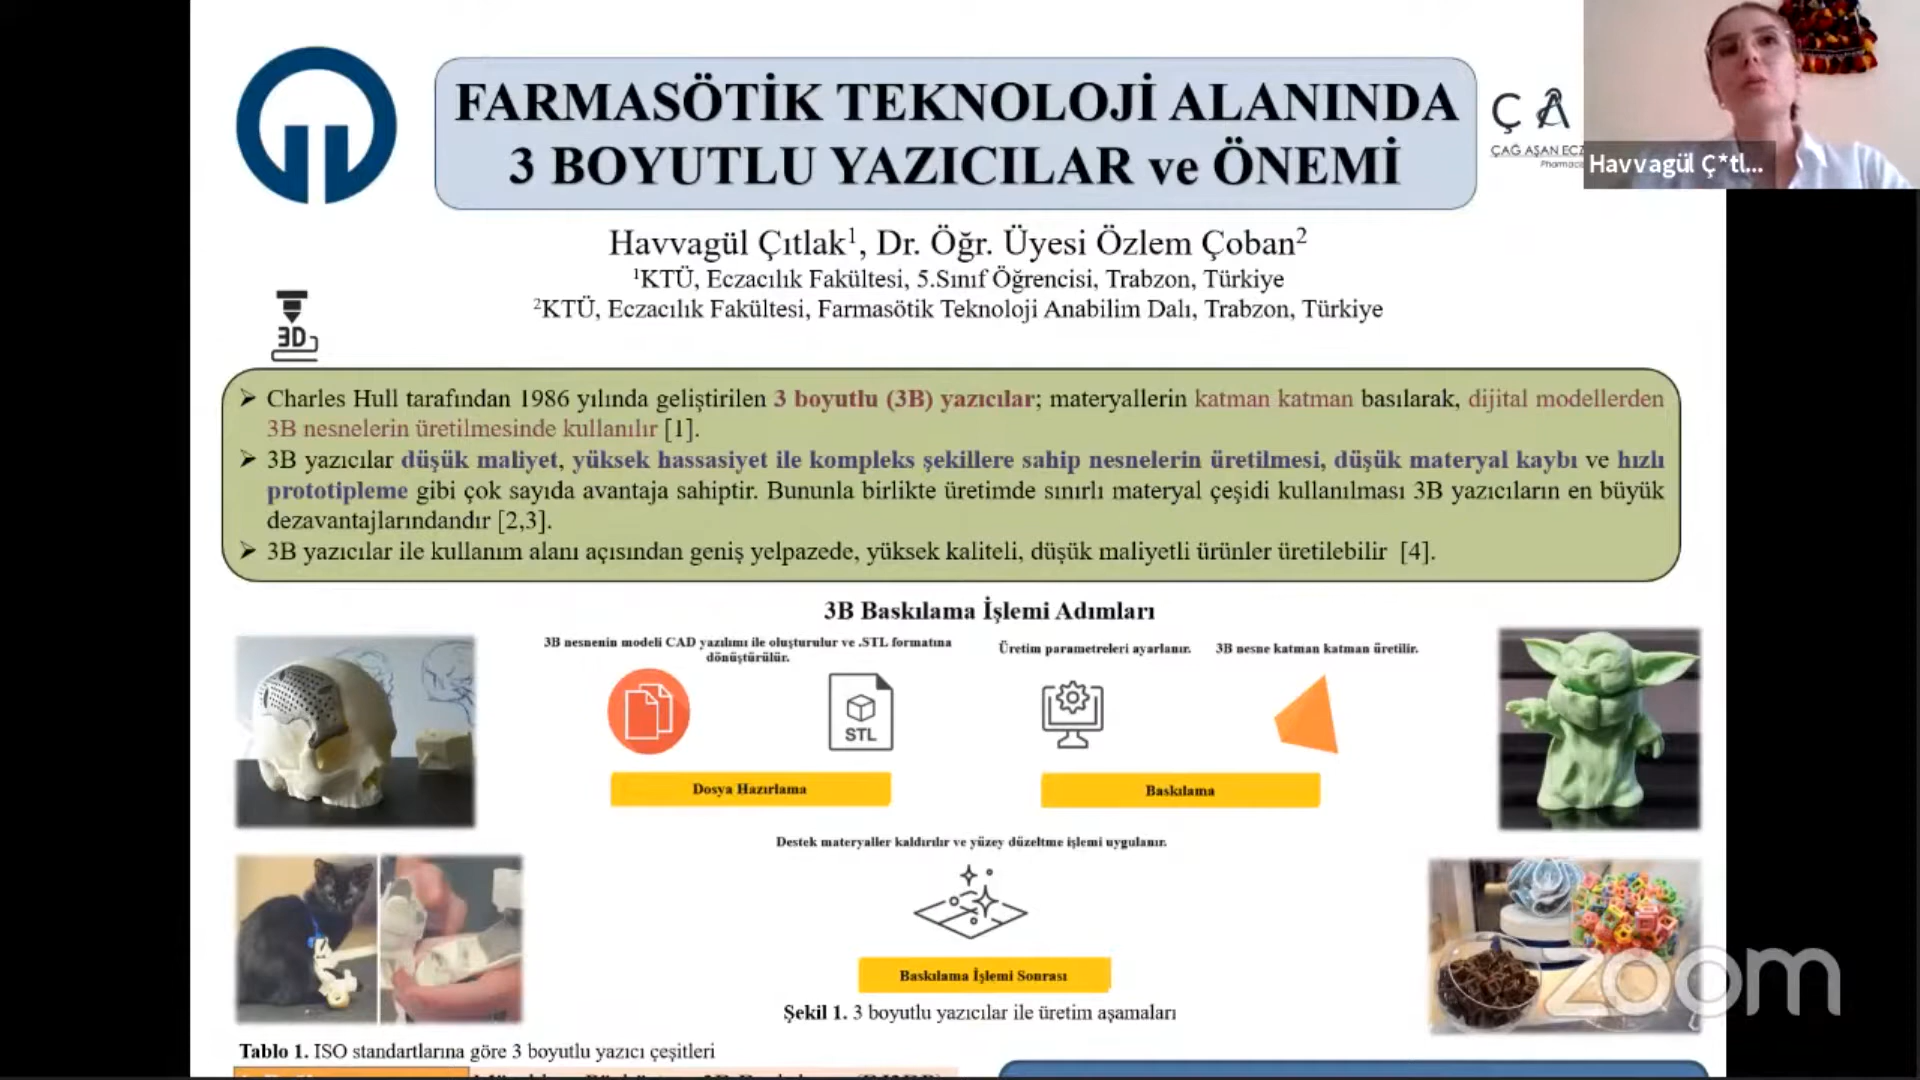 FARMASÖTİK TEKNOLOJİ ALANINDA
3 BOYUTLU YAZICILAR ve ÖNEMİ
ÇA
ÇAĞ AŞAN ECZ
Havvagül Ç*tl...
Havvagül Çıtlak¹, Dr. Öğr. Üyesi Özlem Çoban²
¹KTÜ, Eczacılık Fakültesi, 5.Sınıf Öğrencisi, Trabzon, Türkiye
²KTÜ, Eczacılık Fakültesi, Farmasötik Teknoloji Anabilim Dalı, Trabzon, Türkiye
3D
➢ Charles Hull tarafından 1986 yılında geliştirilen 3 boyutlu (3B) yazıcılar; materyallerin katman katman basılarak, dijital modellerden
3B nesnelerin üretilmesinde kullanılır [1].
➢ 3B yazıcılar düşük maliyet, yüksek hassasiyet ile kompleks şekillere sahip nesnelerin üretilmesi, düşük materyal kaybı ve hızlı
prototipleme gibi çok sayıda avantaja sahiptir. Bununla birlikte üretimde sınırlı materyal çeşidi kullanılması 3B yazıcıların en büyük
dezavantajlarındandır [2,3].
➢ 3B yazıcılar ile kullanım alanı açısından geniş yelpazede, yüksek kaliteli, düşük maliyetli ürünler üretilebilir [4].
3B Baskılama İşlemi Adımları
3B nesnenin modeli CAD yazılımı ile oluşturulur ve .STL formatına
dönüştürülür.
Üretim parametreleri ayarlanır.
3B nesne katman katman üretilir.
STL
Dosya Hazırlama
Baskılama
Destek materyaller kaldırılır ve yüzey düzeltme işlemi uygulanır.
Baskılama İşlemi Sonrası
Şekil 1. 3 boyutlu yazıcılar ile üretim aşamaları
zoom
Tablo 1. ISO standartlarına göre 3 boyutlu yazıcı çeşitleri